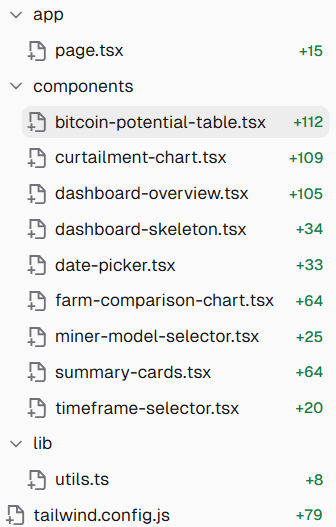 app
page.tsx +15
components
bitcoin-potential-table.tsx +112
curtailment-chart.tsx +109
dashboard-overview.tsx +105
dashboard-skeleton.tsx +34
date-picker.tsx +33
farm-comparison-chart.tsx +64
miner-model-selector.tsx +25
summary-cards.tsx +64
timeframe-selector.tsx +20
lib
utils.ts +8
tailwind.config.js +79